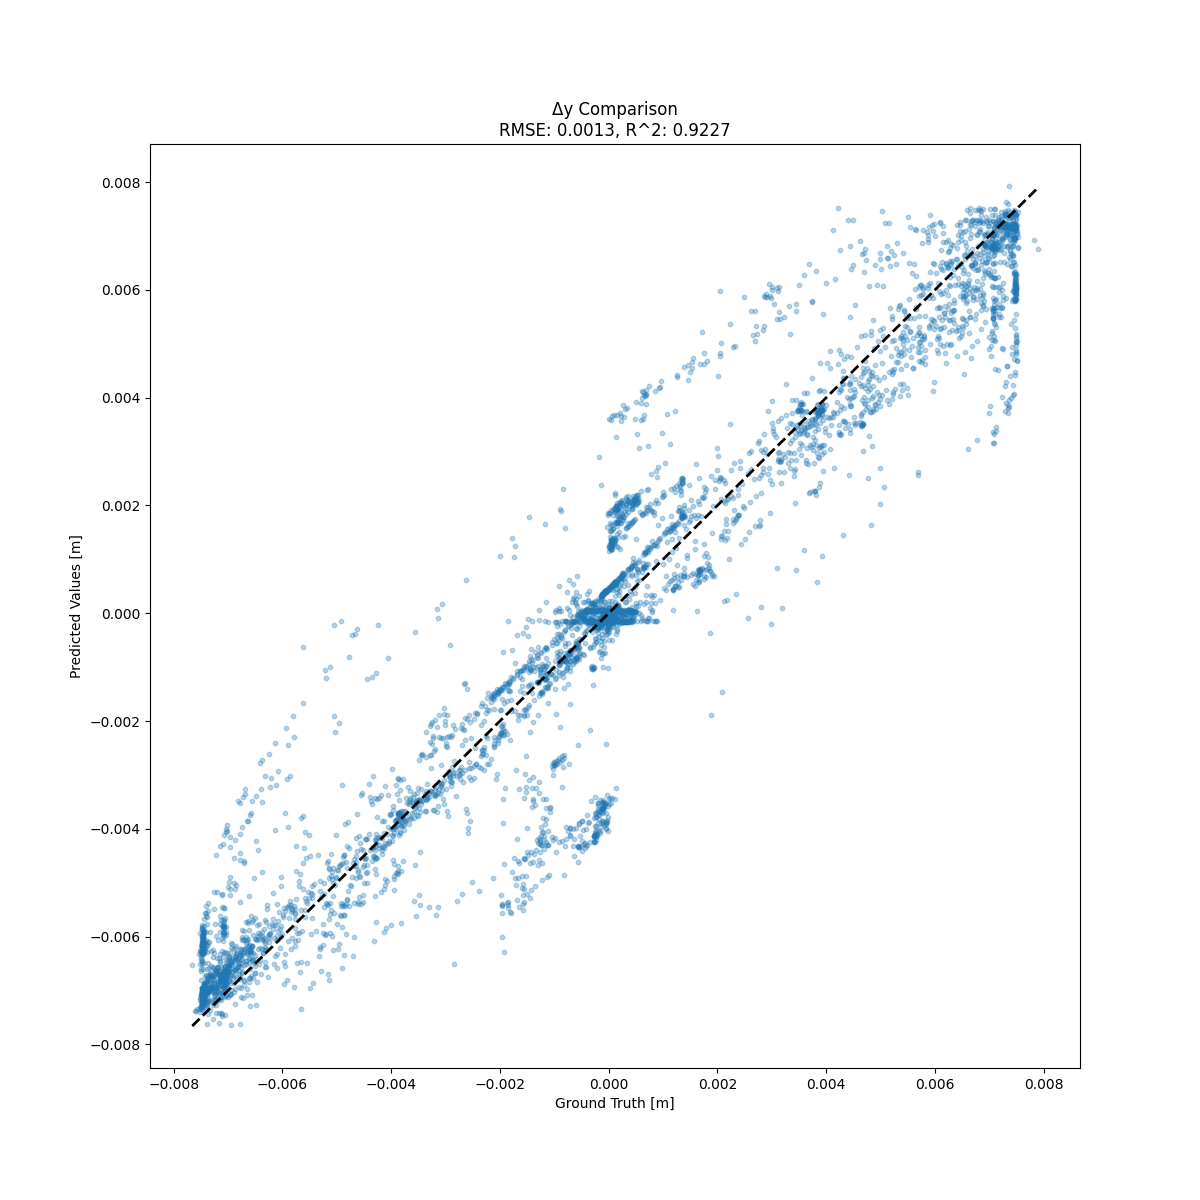 Δy Comparison
RMSE: 0.0013, R^2: 0.9227
0.008
0.006
0.004
0.002
0.000
−0.002
−0.004
−0.006
−0.008
Predicted Values [m]
−0.008 −0.006 −0.004 −0.002 0.000 0.002 0.004 0.006 0.008
Ground Truth [m]